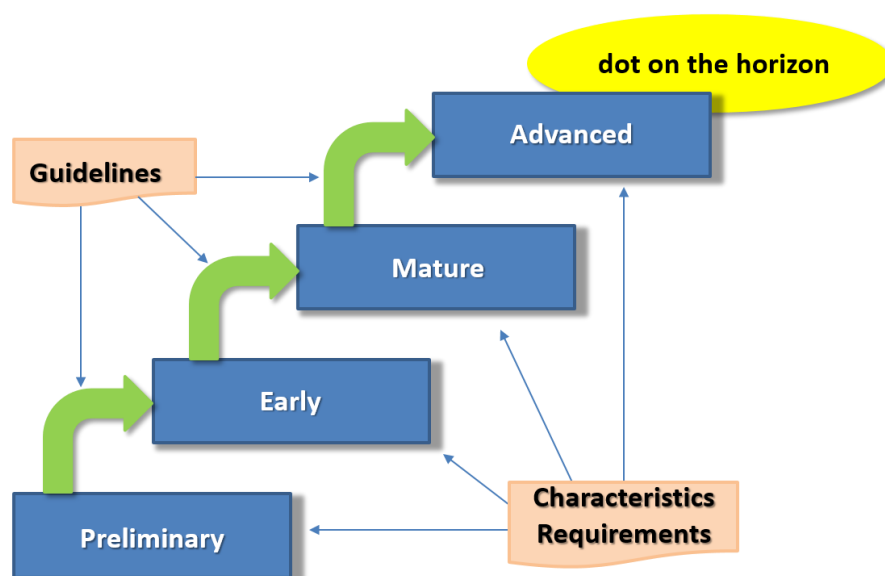 dot on the horizon
Advanced
Guidelines
Mature
Early
Characteristics
Requirements
Preliminary